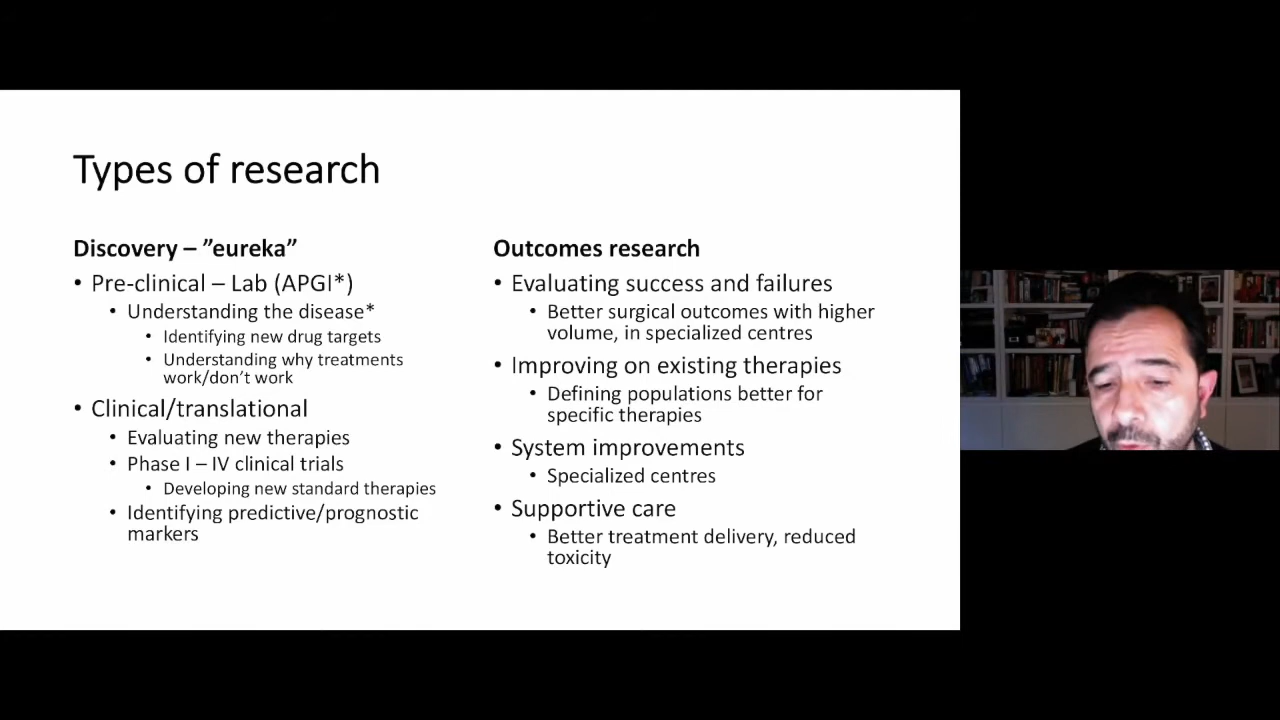 Types of research
Discovery – ”eureka”
• Pre-clinical – Lab (APGI*)
• Understanding the disease*
• Identifying new drug targets
• Understanding why treatments
work/don’t work
• Clinical/translational
• Evaluating new therapies
• Phase I – IV clinical trials
• Developing new standard therapies
• Identifying predictive/prognostic
markers
Outcomes research
• Evaluating success and failures
• Better surgical outcomes with higher
volume, in specialized centres
• Improving on existing therapies
• Defining populations better for
specific therapies
• System improvements
• Specialized centres
• Supportive care
• Better treatment delivery, reduced
toxicity